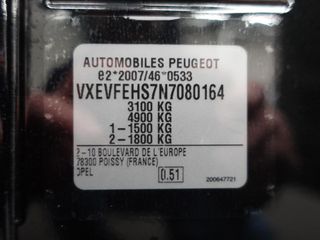 AUTOMOBILES PEUGEOT
e2*2007/46*0533
VXEVFEHS7N7080164
3100 KG
4900 KG
1-1500 KG
2-1800 KG
2-10 BOULEVARD DE L'EUROPE
78300 POISSY (FRANCE)
OPEL
0.51
200647721